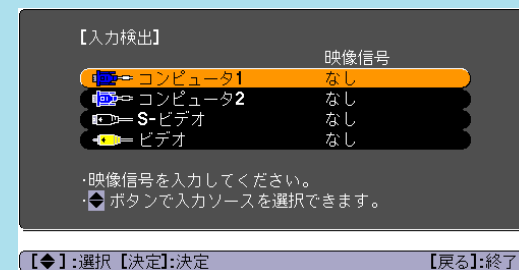 【入力検出】
映像信号
コンピュータ1 なし
コンピュータ2 なし
S-ビデオ なし
ビデオ なし
･映像信号を入力してください。
･◆ ボタンで入力ソースを選択できます。
【◆】:選択 【決定】:決定 【戻る】:終了